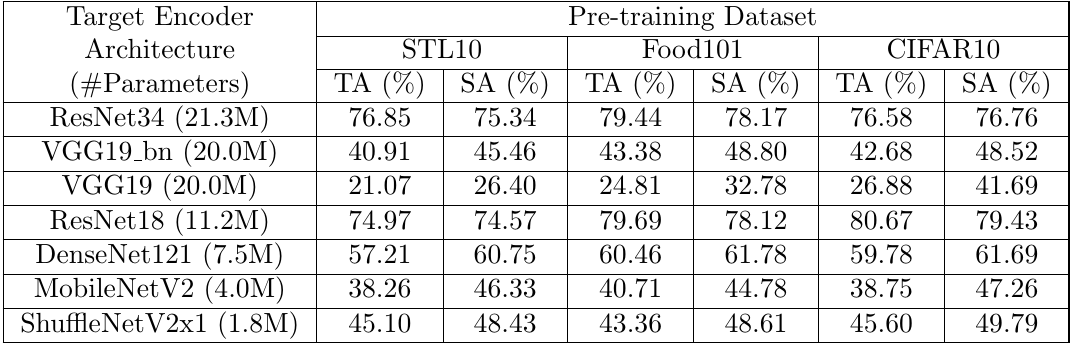 Target Encoder Pre-training Dataset
Architecture STL10 Food101 CIFAR10
(#Parameters) TA (%) SA (%) TA (%) SA (%) TA (%) SA (%)
ResNet34 (21.3M) 76.85 75.34 79.44 78.17 76.58 76.76
VGG19_bn (20.0M) 40.91 45.46 43.38 48.80 42.68 48.52
VGG19 (20.0M) 21.07 26.40 24.81 32.78 26.88 41.69
ResNet18 (11.2M) 74.97 74.57 79.69 78.12 80.67 79.43
DenseNet121 (7.5M) 57.21 60.75 60.46 61.78 59.78 61.69
MobileNetV2 (4.0M) 38.26 46.33 40.71 44.78 38.75 47.26
ShuffleNetV2x1 (1.8M) 45.10 48.43 43.36 48.61 45.60 49.79